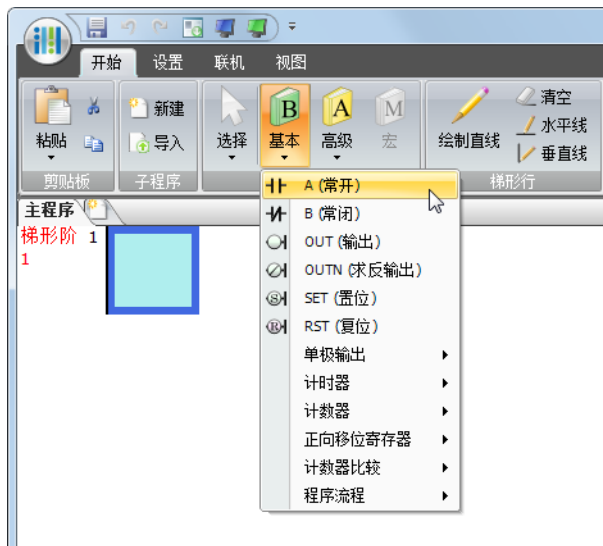 开始 设置 联机 视图
粘贴
剪贴板
新建
导入
子程序
选择
B
基本
A
高级
M
宏
绘制直线
清空
水平线
垂直线
梯形行
主程序
梯形阶 1
1
A (常开)
B (常闭)
OUT (输出)
OUTN (求反输出)
S SET (置位)
R RST (复位)
单极输出
计时器
计数器
正向移位寄存器
计数器比较
程序流程